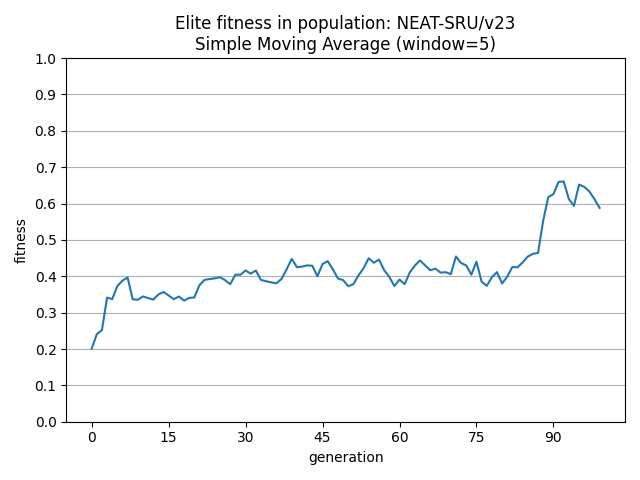 Elite fitness in population: NEAT-SRU/v23
Simple Moving Average (window=5)
1.0
0.9
0.8
0.7
0.6
0.5
0.4
0.3
0.2
0.1
0.0
fitness
0 15 30 45 60 75 90
generation